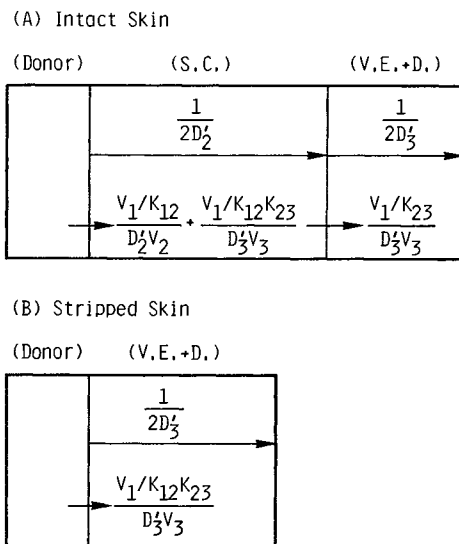 (A) Intact Skin
(Donor) (S.C.) (V.E.+D.)
1/2D′2 1/2D′3
V1/K12/D′2V2 + V1/K12K23/D′3V3 V1/K23/D′3V3
(B) Stripped Skin
(Donor) (V.E.+D.)
1/2D′3
V1/K12K23/D′3V3